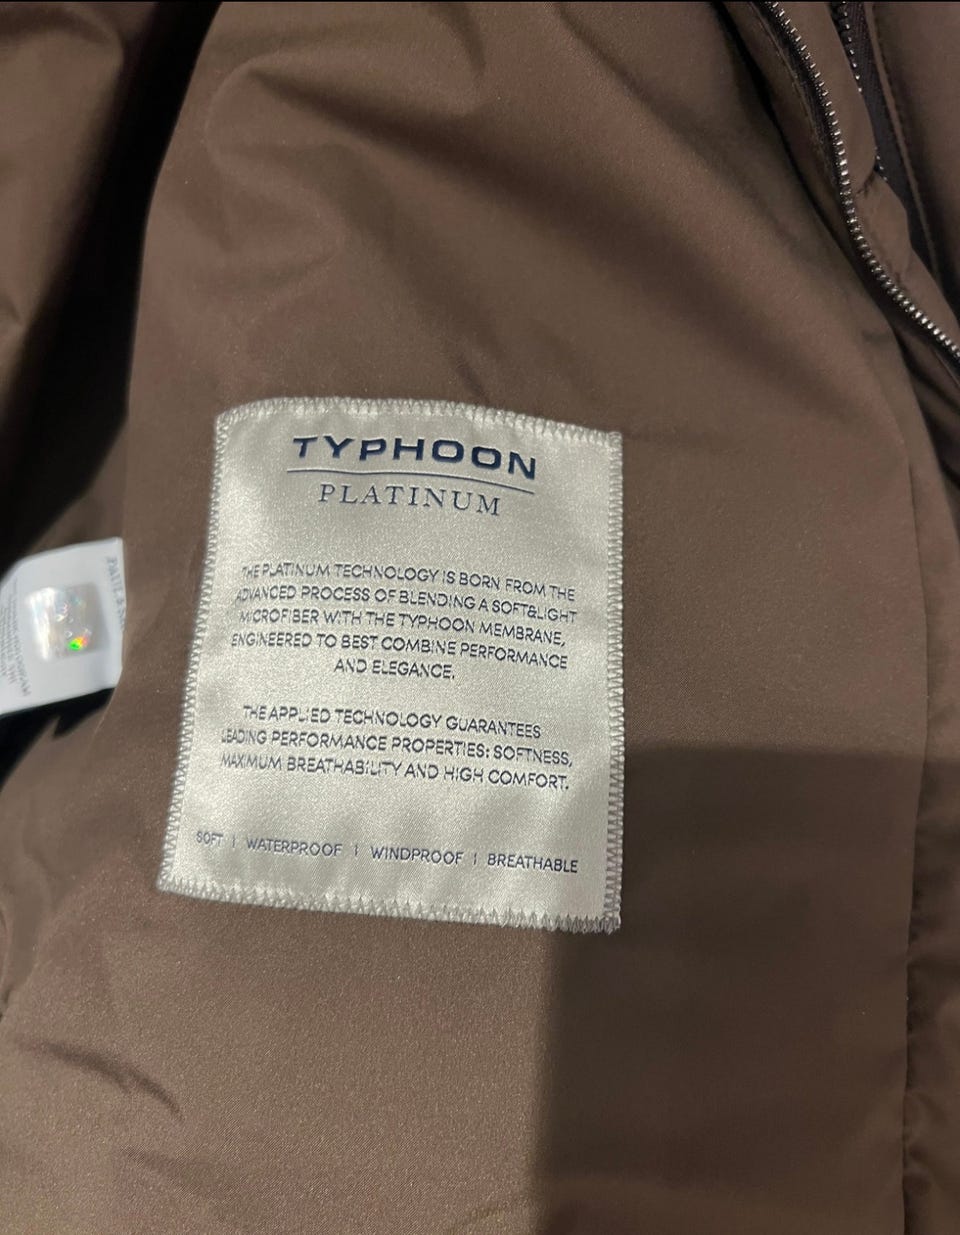 TYPHOON
PLATINUM
THE PLATINUM TECHNOLOGY IS BORN FROM THE
ADVANCED PROCESS OF BLENDING A SOFT&LIGHT
MICROFIBER WITH THE TYPHOON MEMBRANE,
ENGINEERED TO BEST COMBINE PERFORMANCE
AND ELEGANCE.
THE APPLIED TECHNOLOGY GUARANTEES
LEADING PERFORMANCE PROPERTIES: SOFTNESS,
MAXIMUM BREATHABILITY AND HIGH COMFORT.
SOFT | WATERPROOF | WINDPROOF | BREATHABLE